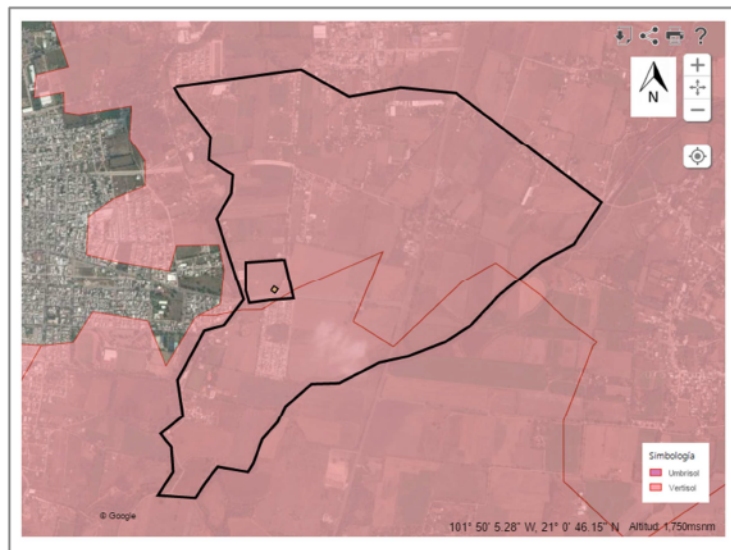 ?
N
+
−
Simbología
Umbrisol
Vertisol
© Google
101° 50' 5.28" W, 21° 0' 46.15" N Altitud: 1,750msnm